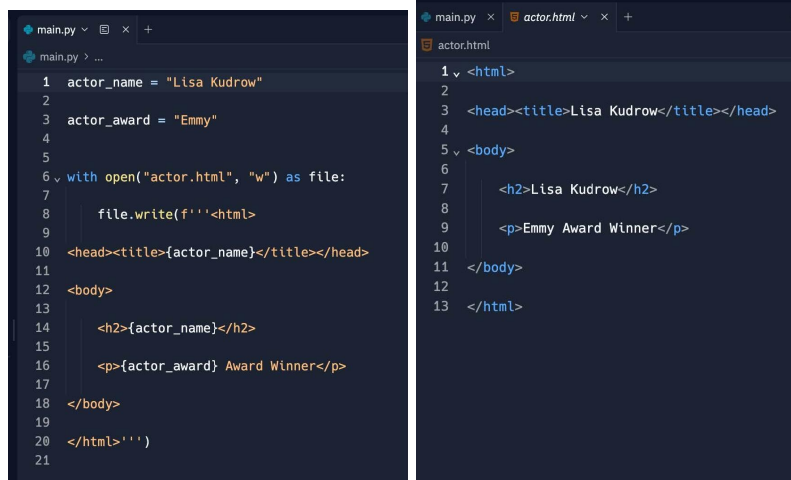 main.py
main.py > ...
1 actor_name = "Lisa Kudrow"
2
3 actor_award = "Emmy"
4
5
6 with open("actor.html", "w") as file:
7
8 file.write(f'''<html>
9
10 <head><title>{actor_name}</title></head>
11
12 <body>
13
14 <h2>{actor_name}</h2>
15
16 <p>{actor_award} Award Winner</p>
17
18 </body>
19
20 </html>''')
21
main.py actor.html
actor.html
1 <html>
2
3 <head><title>Lisa Kudrow</title></head>
4
5 <body>
6
7 <h2>Lisa Kudrow</h2>
8
9 <p>Emmy Award Winner</p>
10
11 </body>
12
13 </html>